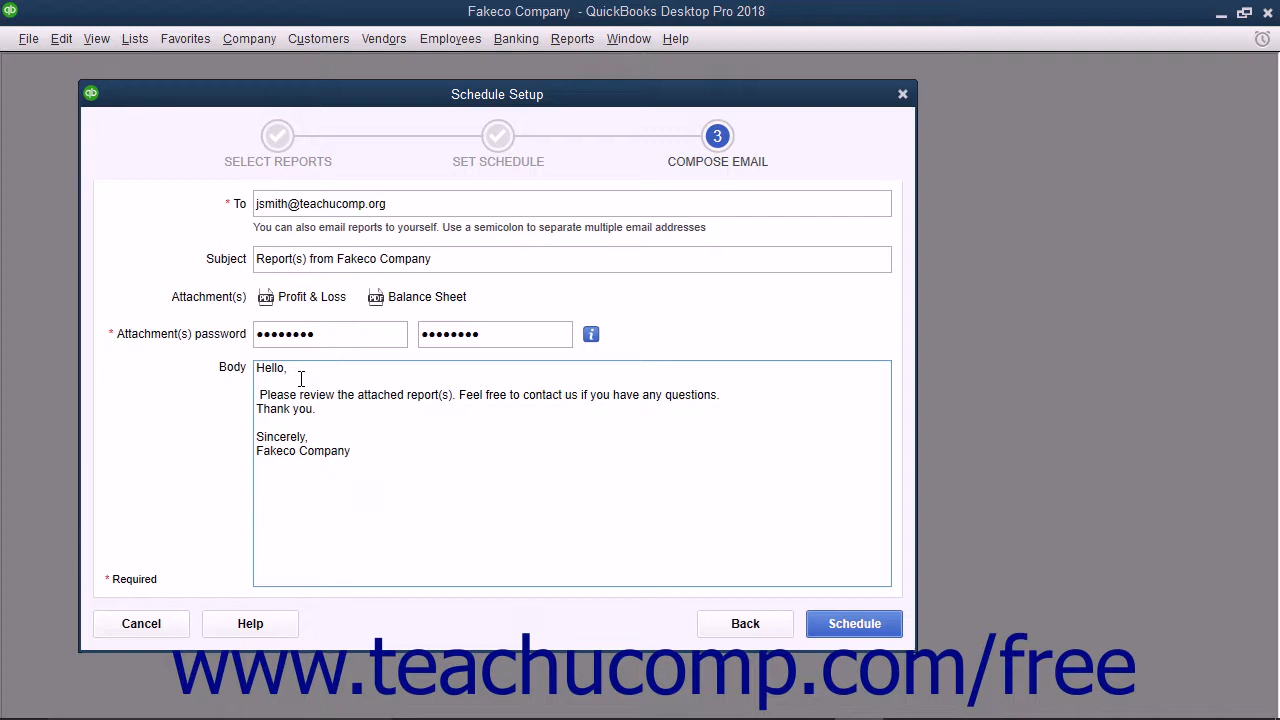 Fakeco Company - QuickBooks Desktop Pro 2018
File Edit View Lists Favorites Company Customers Vendors Employees Banking Reports Window Help
qb Schedule Setup
3
SELECT REPORTS SET SCHEDULE COMPOSE EMAIL
* To jsmith@teachucomp.org
You can also email reports to yourself. Use a semicolon to separate multiple email addresses
Subject Report(s) from Fakeco Company
Attachment(s) PDF Profit & Loss PDF Balance Sheet
* Attachment(s) password •••••••• •••••••• i
Body Hello,
Please review the attached report(s). Feel free to contact us if you have any questions.
Thank you.
Sincerely,
Fakeco Company
* Required
Cancel Help Back Schedule
www.teachucomp.com/free